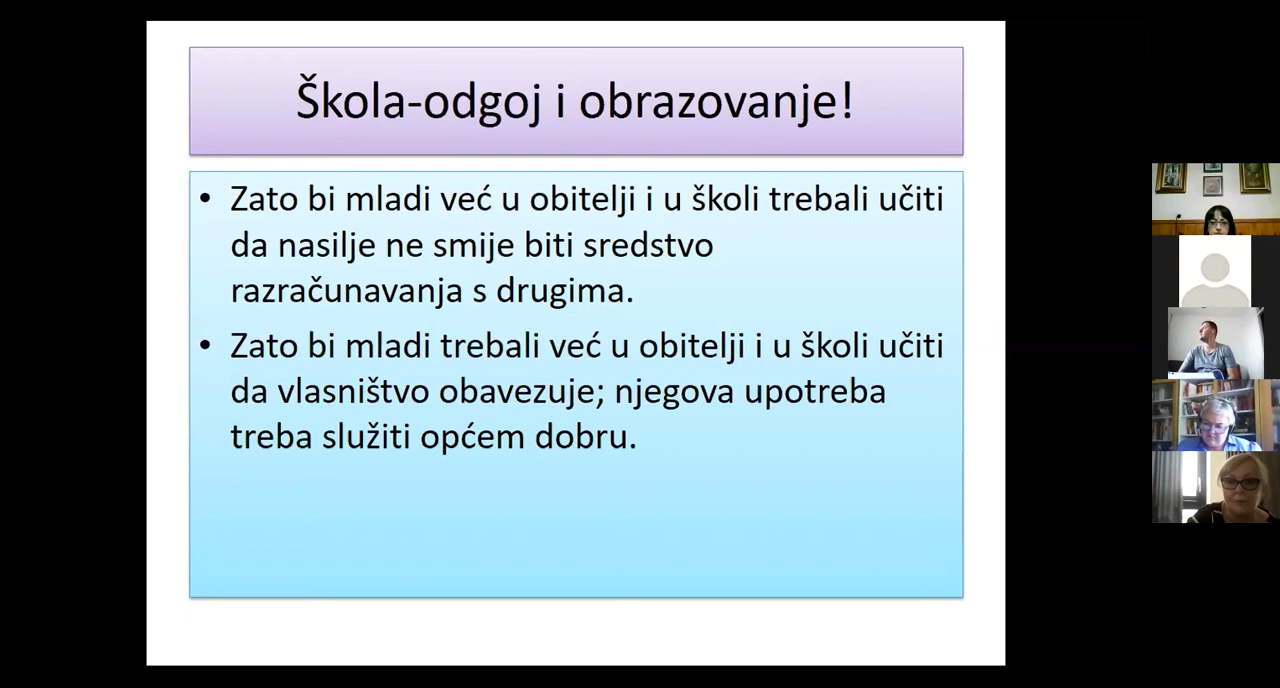 Škola-odgoj i obrazovanje!
• Zato bi mladi već u obitelji i u školi trebali učiti
da nasilje ne smije biti sredstvo
razračunavanja s drugima.
• Zato bi mladi trebali već u obitelji i u školi učiti
da vlasništvo obavezuje; njegova upotreba
treba služiti općem dobru.